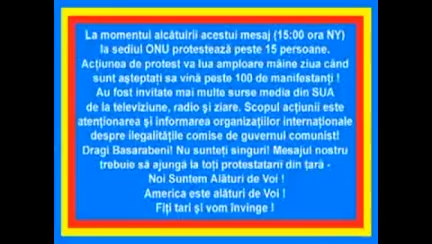 La momentul alcătuirii acestui mesaj (15:00 ora NY)
la sediul ONU protestează peste 15 persoane.
Acţiunea de protest va lua amploare mâine ziua când
sunt aşteptaţi sa vină peste 100 de manifestanţi !
Au fost invitate mai multe surse media din SUA
de la televiziune, radio şi ziare. Scopul acţiunii este
atenţionarea şi informarea organizaţiilor internaţionale
despre ilegalităţile comise de guvernul comunist!
Dragi Basarabeni! Nu sunteţi singuri! Mesajul nostru
trebuie să ajungă la toţi protestatarii din ţară -
Noi Suntem Alături de Voi !
America este alături de Voi !
Fiţi tari şi vom învinge !